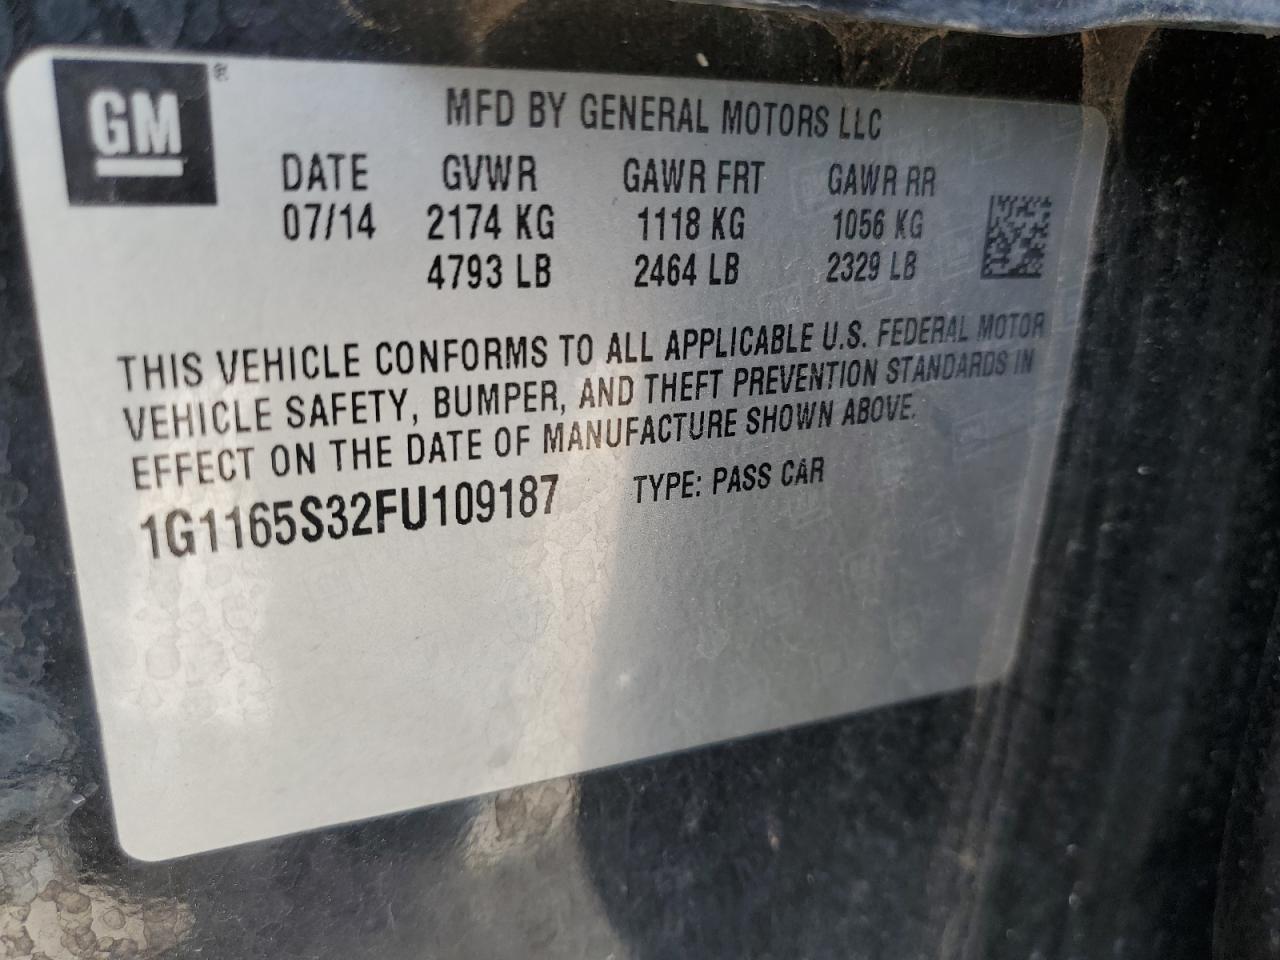 GM ®
MFD BY GENERAL MOTORS LLC
DATE GVWR GAWR FRT GAWR RR
07/14 2174 KG 1118 KG 1056 KG
4793 LB 2464 LB 2329 LB
THIS VEHICLE CONFORMS TO ALL APPLICABLE U.S. FEDERAL MOTOR
VEHICLE SAFETY, BUMPER, AND THEFT PREVENTION STANDARDS IN
EFFECT ON THE DATE OF MANUFACTURE SHOWN ABOVE.
1G1165S32FU109187 TYPE: PASS CAR